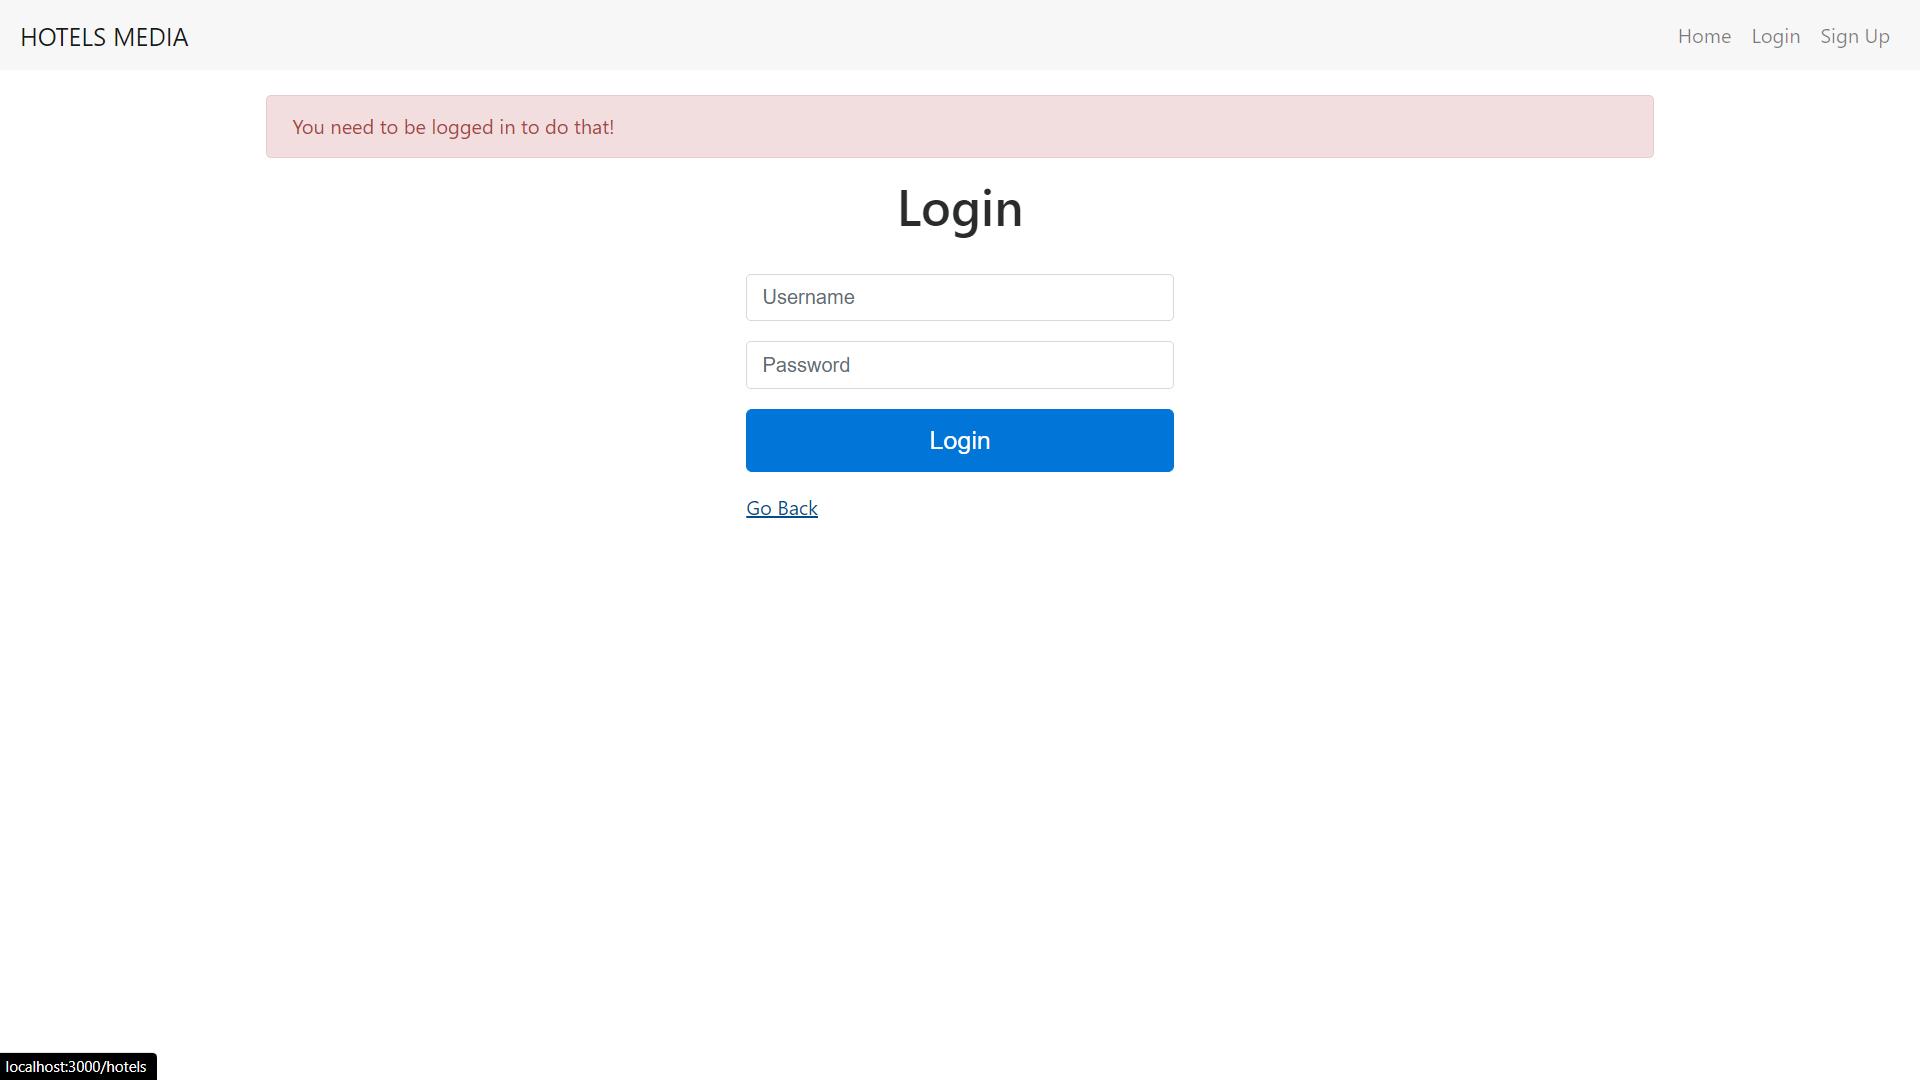 HOTELS MEDIA
Home Login Sign Up
You need to be logged in to do that!
Login
Username
Password
Login
Go Back
localhost:3000/hotels